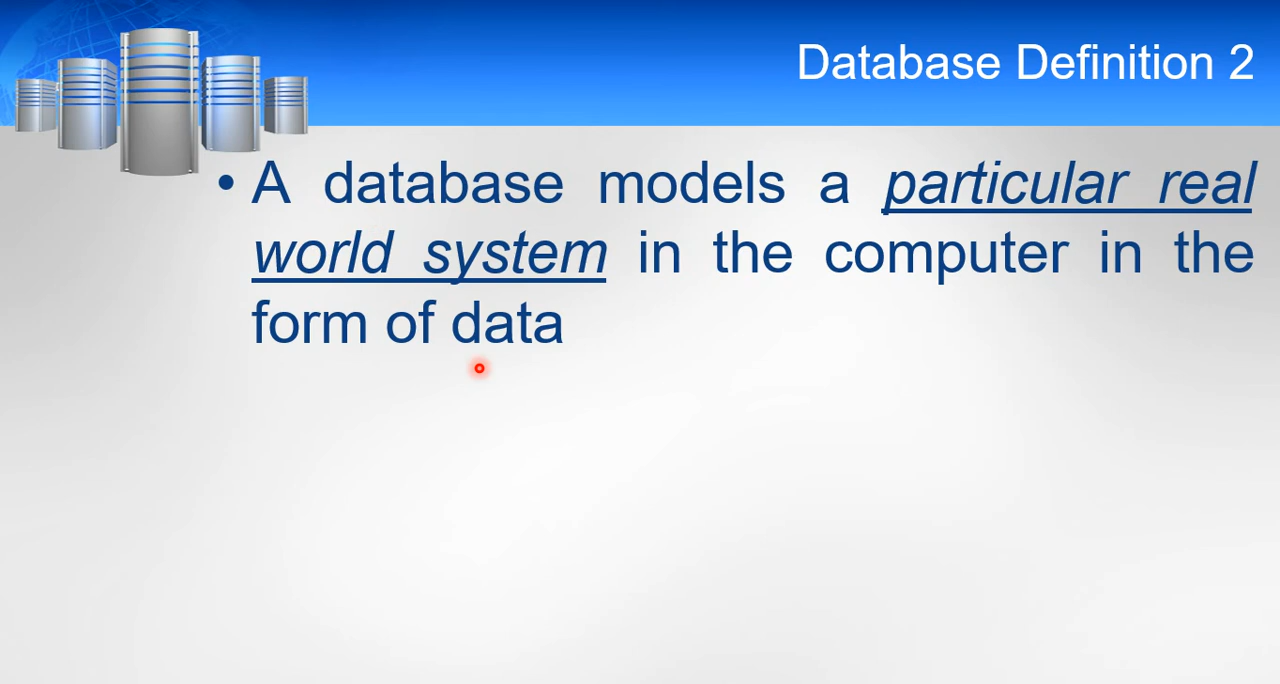 Database Definition 2
• A database models a particular real
world system in the computer in the
form of data